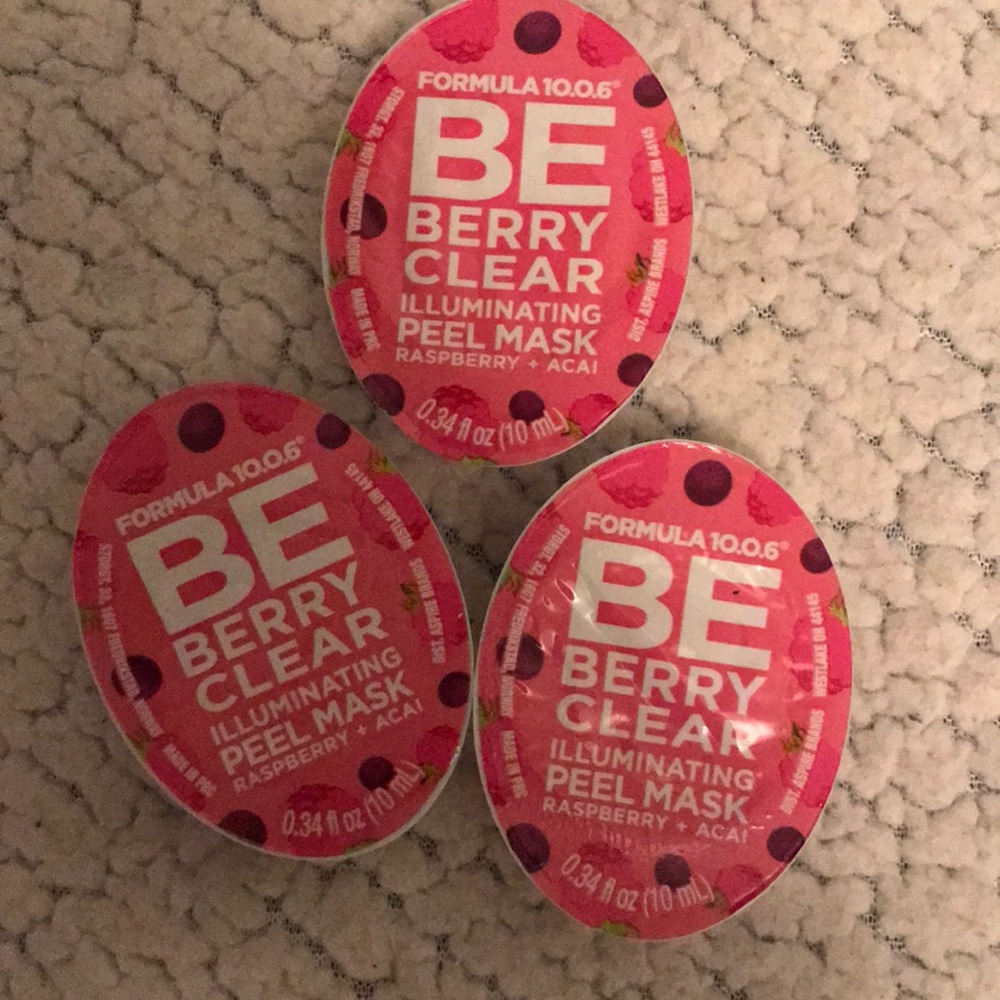 FORMULA 10.0.6®
BE
BERRY
CLEAR
ILLUMINATING
PEEL MASK
RASPBERRY + ACAI
0.34 fl oz (10 mL)
MADE IN PRC
DIST. ASPIRE BRANDS WESTLAKE OH 44145
FORMULA 10.0.6®
BE
BERRY
CLEAR
ILLUMINATING
PEEL MASK
RASPBERRY + ACAI
0.34 fl oz (10 mL)
MADE IN PRC
DIST. ASPIRE BRANDS WESTLAKE OH 44145
FORMULA 10.0.6®
BE
BERRY
CLEAR
ILLUMINATING
PEEL MASK
RASPBERRY + ACAI
0.34 fl oz (10 mL)
MADE IN PRC
DIST. ASPIRE BRANDS WESTLAKE OH 44145